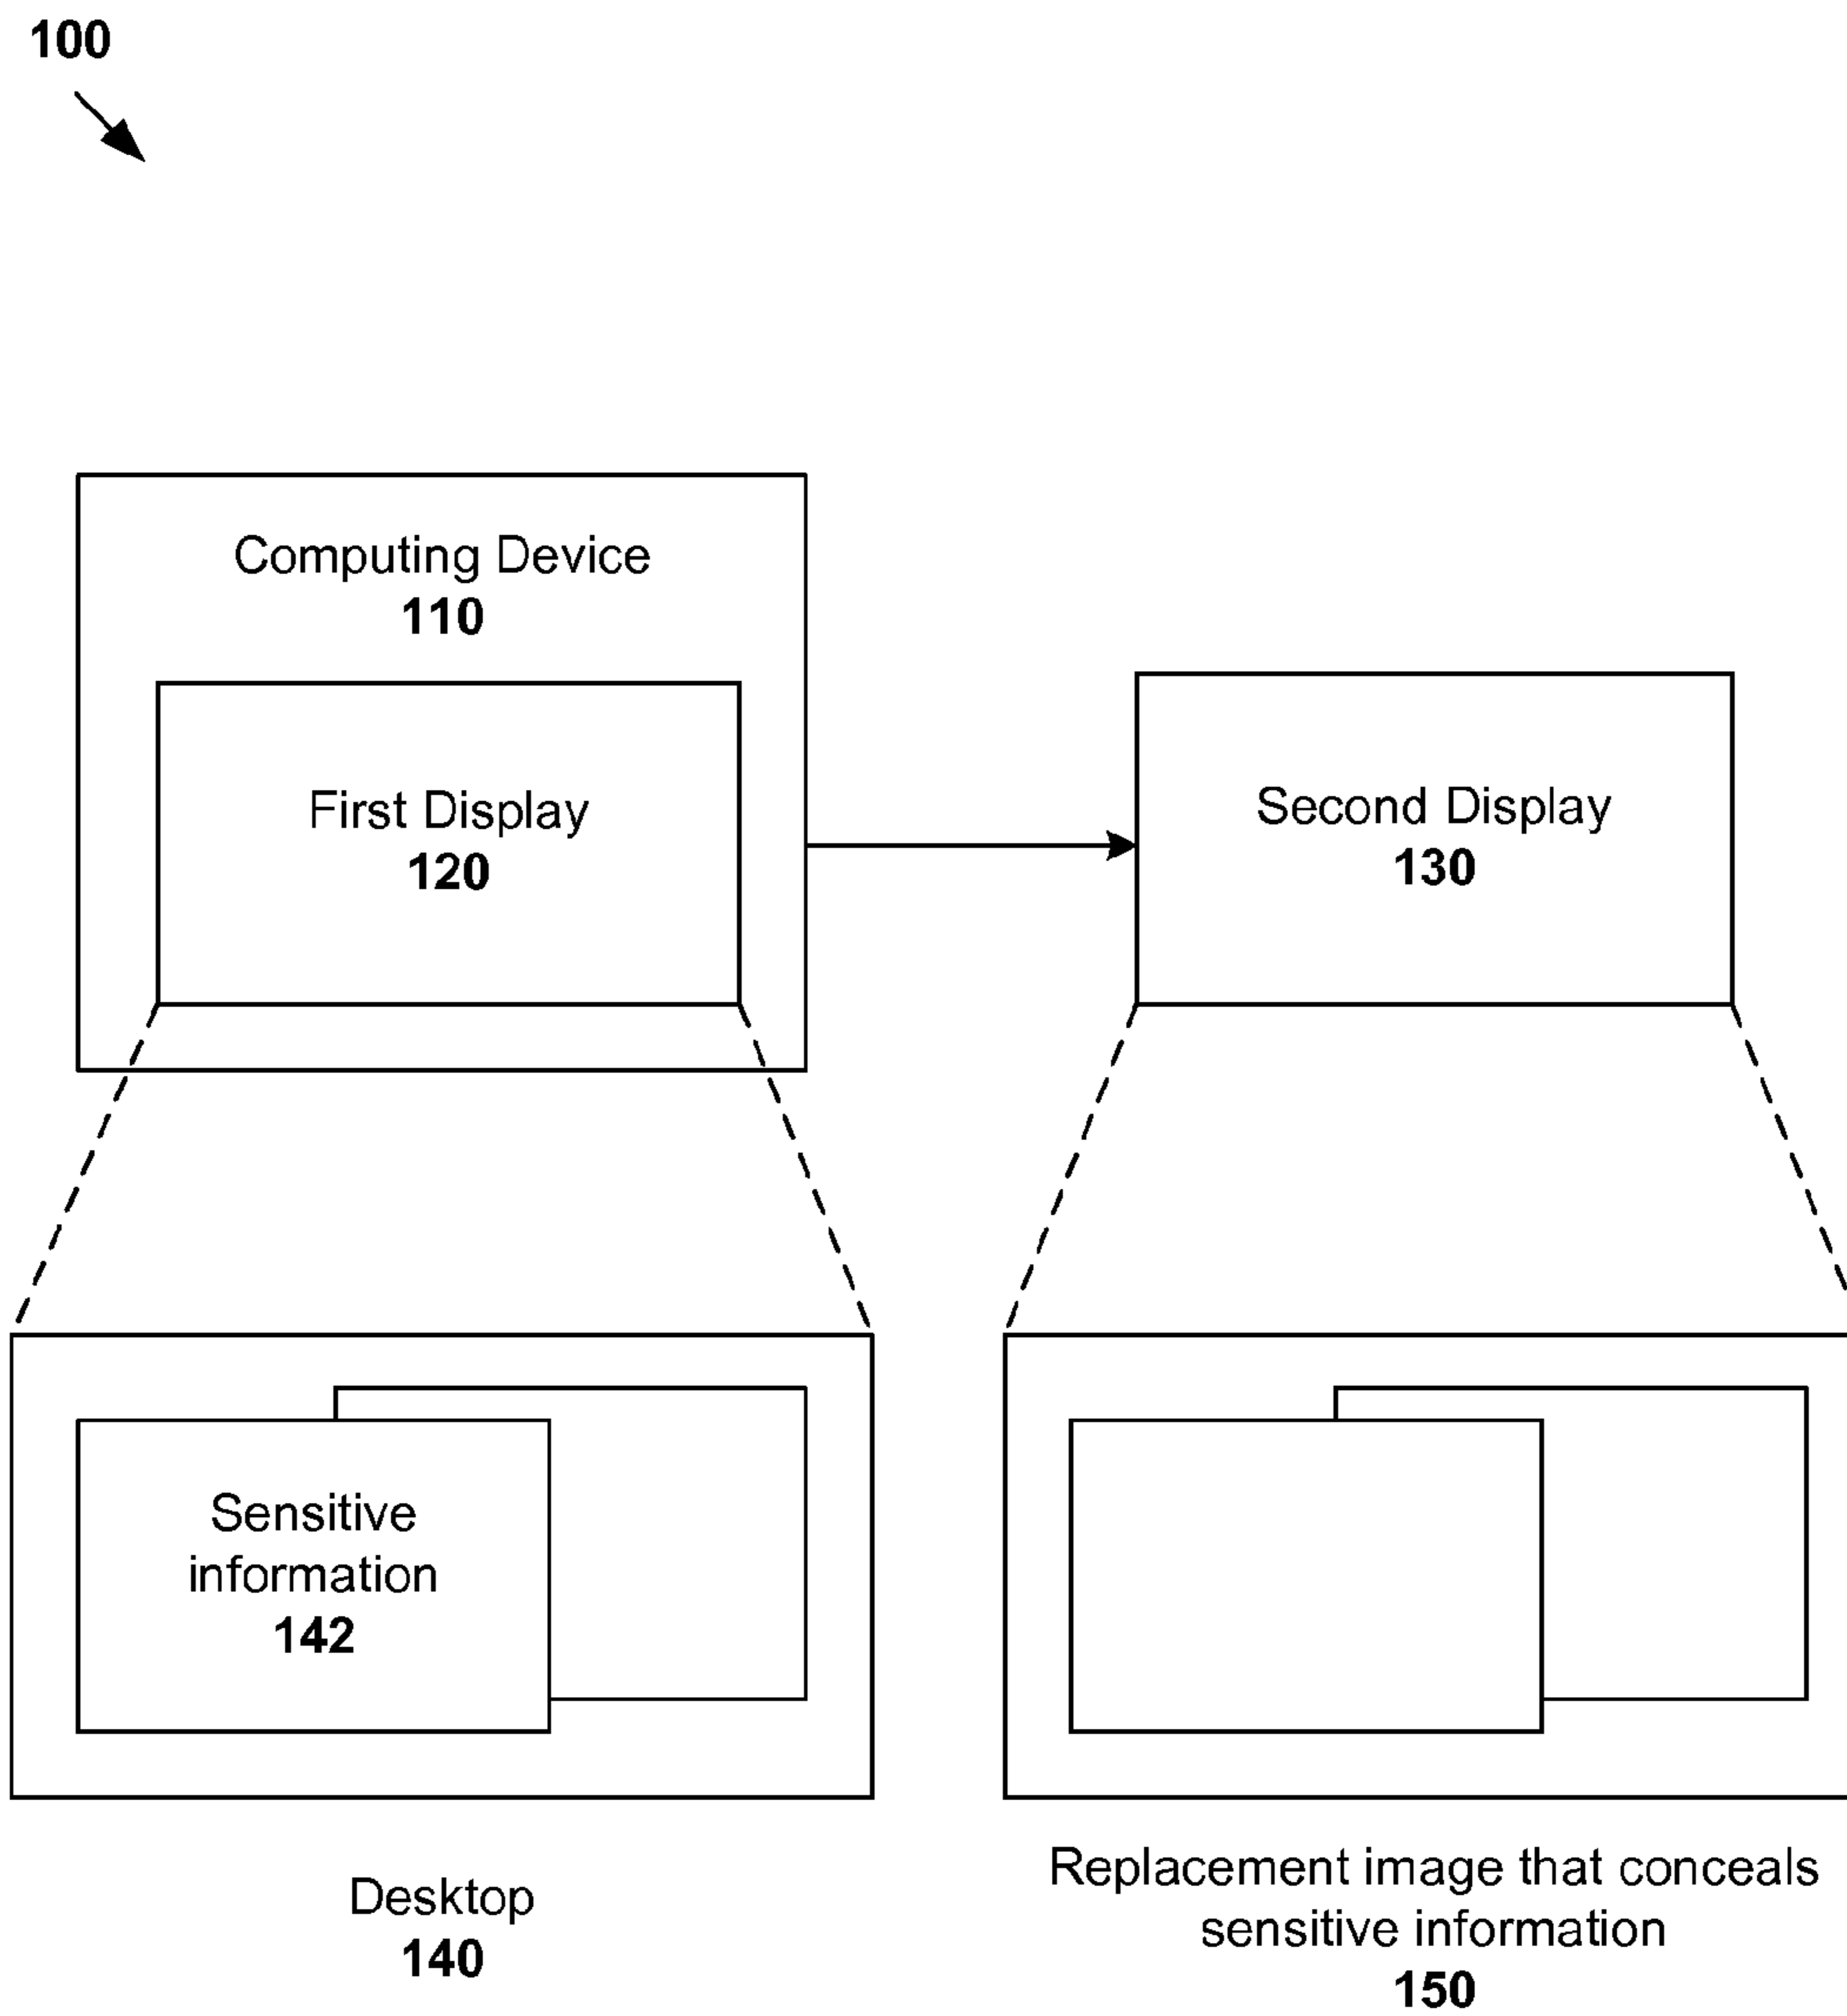 100
Computing Device
110
First Display
120
Second Display
130
Sensitive
information
142
Desktop
140
Replacement image that conceals
sensitive information
150